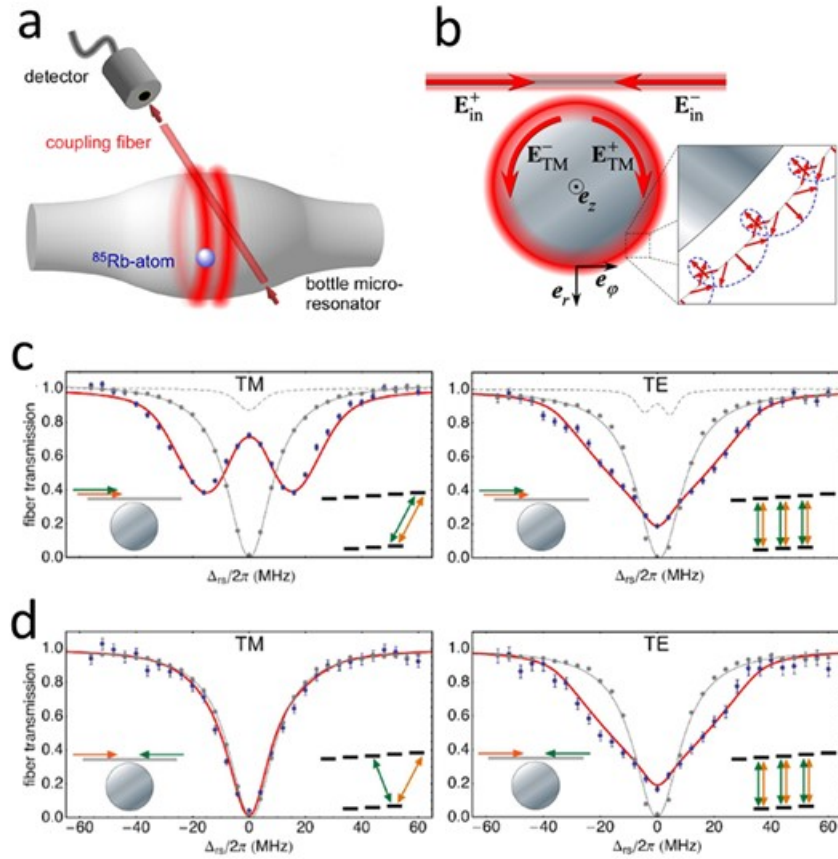 a
detector
coupling fiber
⁸⁵Rb-atom
bottle micro-
resonator
b
E⁺in
E⁻in
E⁻TM
E⁺TM
e_z
e_r
e_φ
c
TM
fiber transmission
1.0
0.8
0.6
0.4
0.2
0.0
Δrs/2π (MHz)
TE
Δrs/2π (MHz)
d
TM
fiber transmission
1.0
0.8
0.6
0.4
0.2
0.0
-60 -40 -20 0 20 40 60
Δrs/2π (MHz)
TE
-60 -40 -20 0 20 40 60
Δrs/2π (MHz)